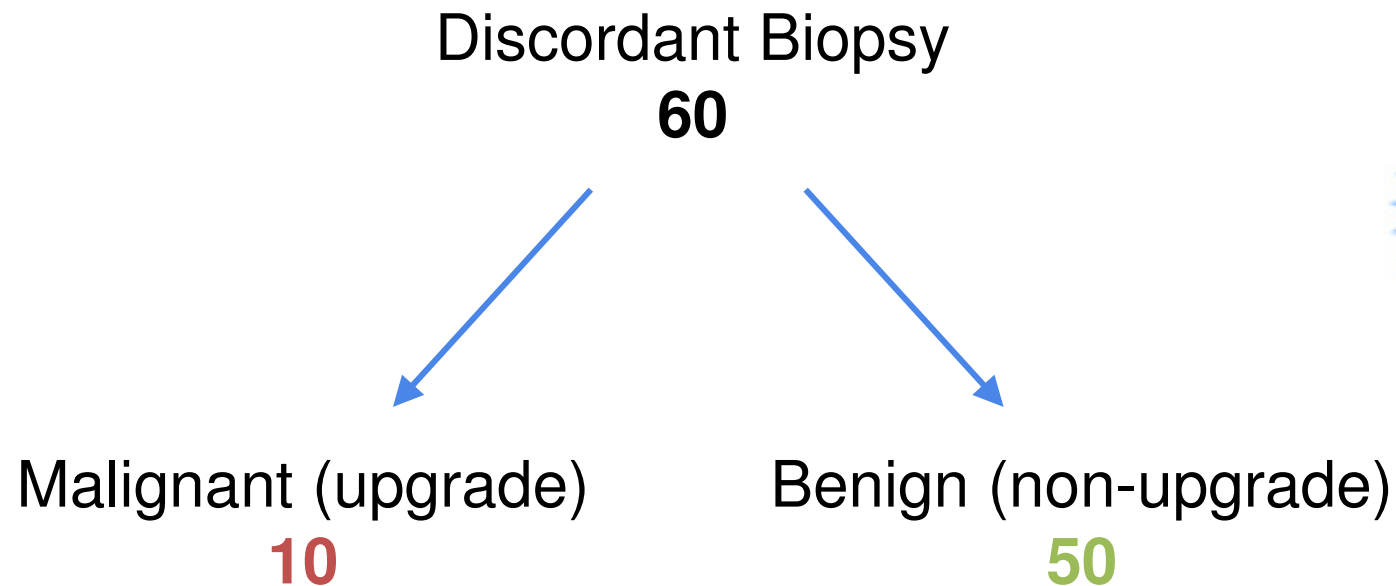 Discordant Biopsy
60
Malignant (upgrade)
10
Benign (non-upgrade)
50